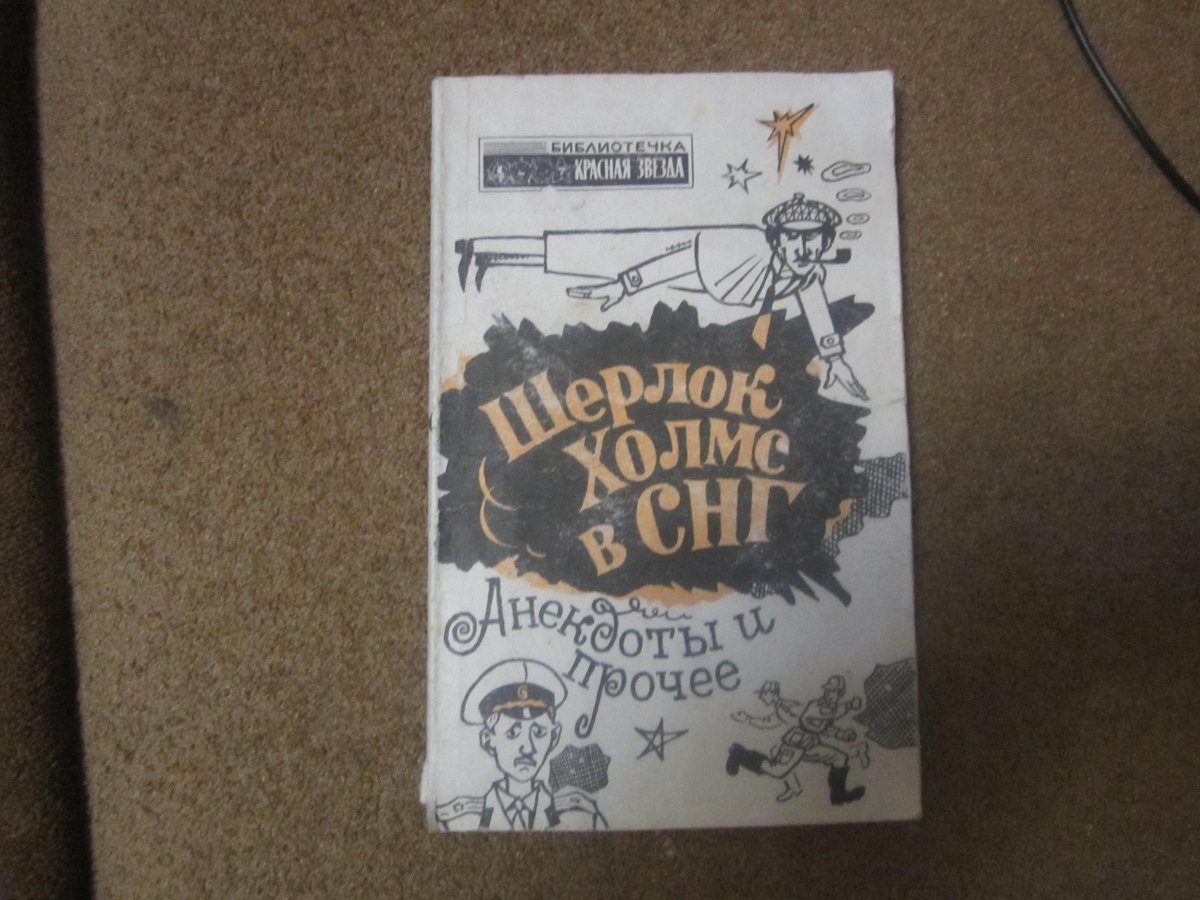 БИБЛИОТЕЧКА
КРАСНАЯ ЗВЕЗДА
Шерлок
Холмс
в СНГ
Анекдоты и
прочее